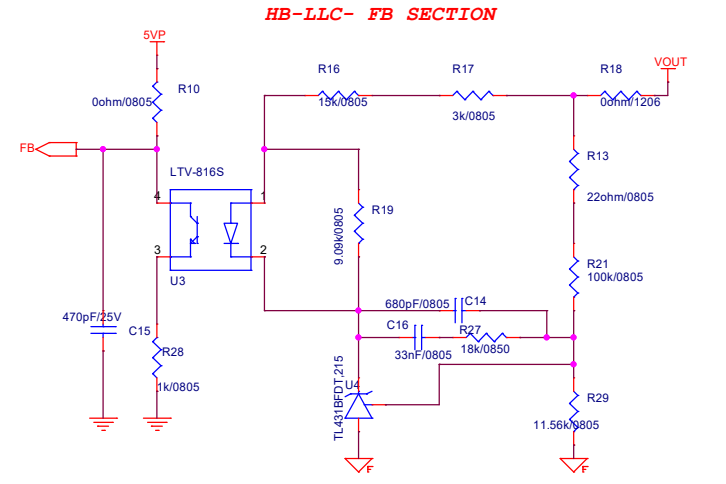 HB-LLC- FB SECTION
5VP
VOUT
R10
0ohm/0805
R16
15k/0805
R17
3k/0805
R18
0ohm/1206
FB
R13
22ohm/0805
LTV-816S
4
1
3
2
U3
R19
9.09k/0805
R21
100k/0805
470pF/25V
C15
R28
1k/0805
680pF/0805
C14
C16
33nF/0805
R27
18k/0850
U4
TL431BFDT,215
R29
11.56k/0805
F
F